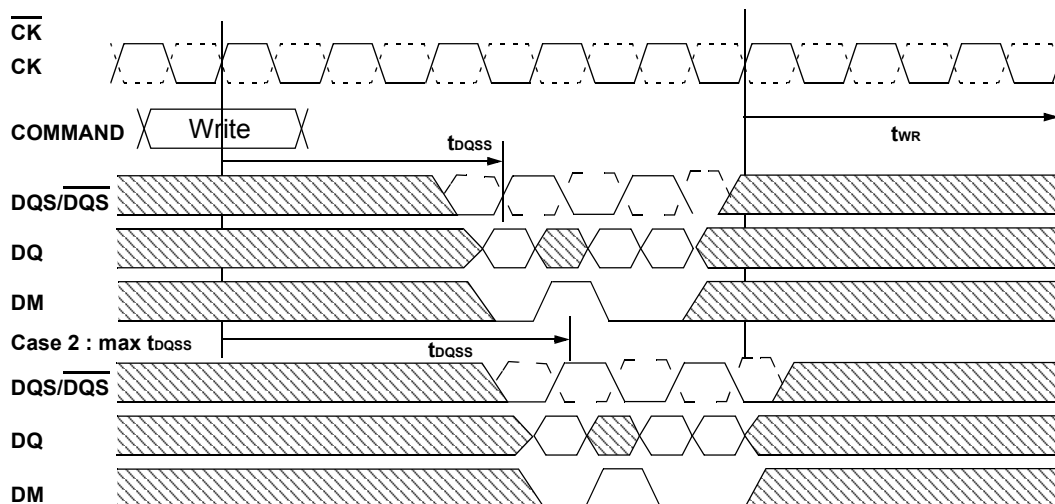 CK
CK
COMMAND Write tWR
tDQSS
DQS/DQS
DQ
DM
Case 2 : max tDQSS
tDQSS
DQS/DQS
DQ
DM